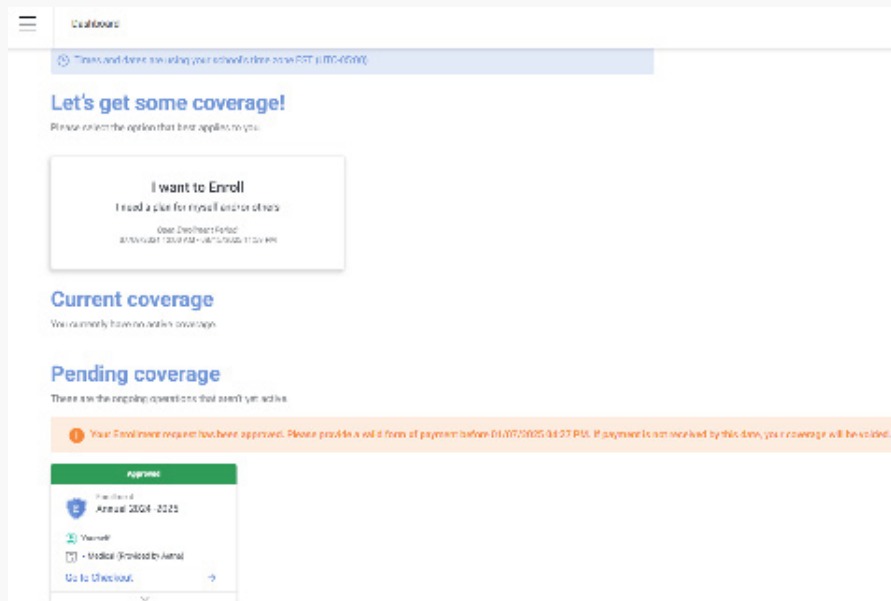 Dashboard
Times and dates are using your school's time zone EST (UTC-05:00)
Let's get some coverage!
Please select the option that best applies to you.
I want to Enroll
I need a plan for myself and/or others
Open Enrollment Period
Current coverage
You currently have no active coverage.
Pending coverage
These are the ongoing operations that aren't yet active.
Your Enrollment request has been approved. Please provide a valid form of payment before 01/07/2025 04:27 PM. If payment is not received by this date, your coverage will be voided.
Approved
Enrollment
Annual 2024-2025
Yourself
- Medical (Provided by Aetna)
Go to Checkout